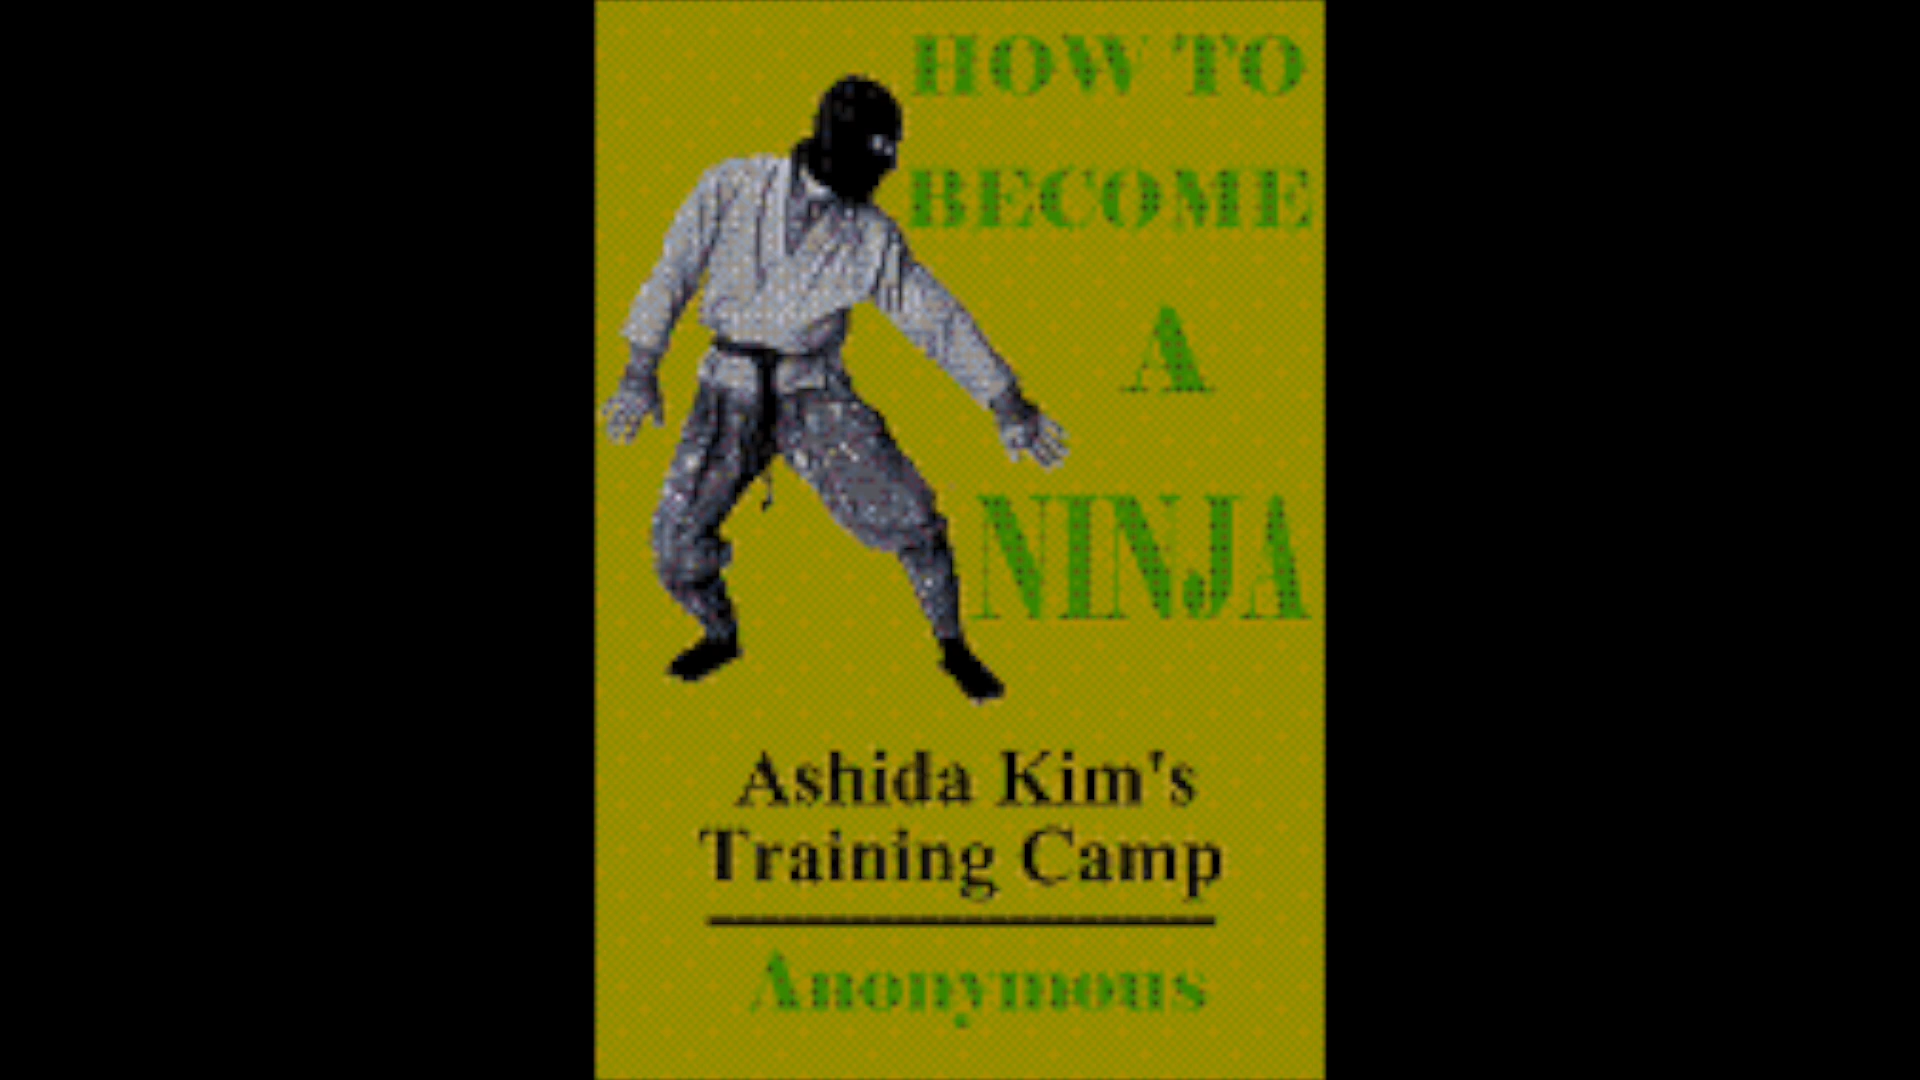 HOW TO
BECOME
A
NINJA
Ashida Kim's
Training Camp
Anonymous